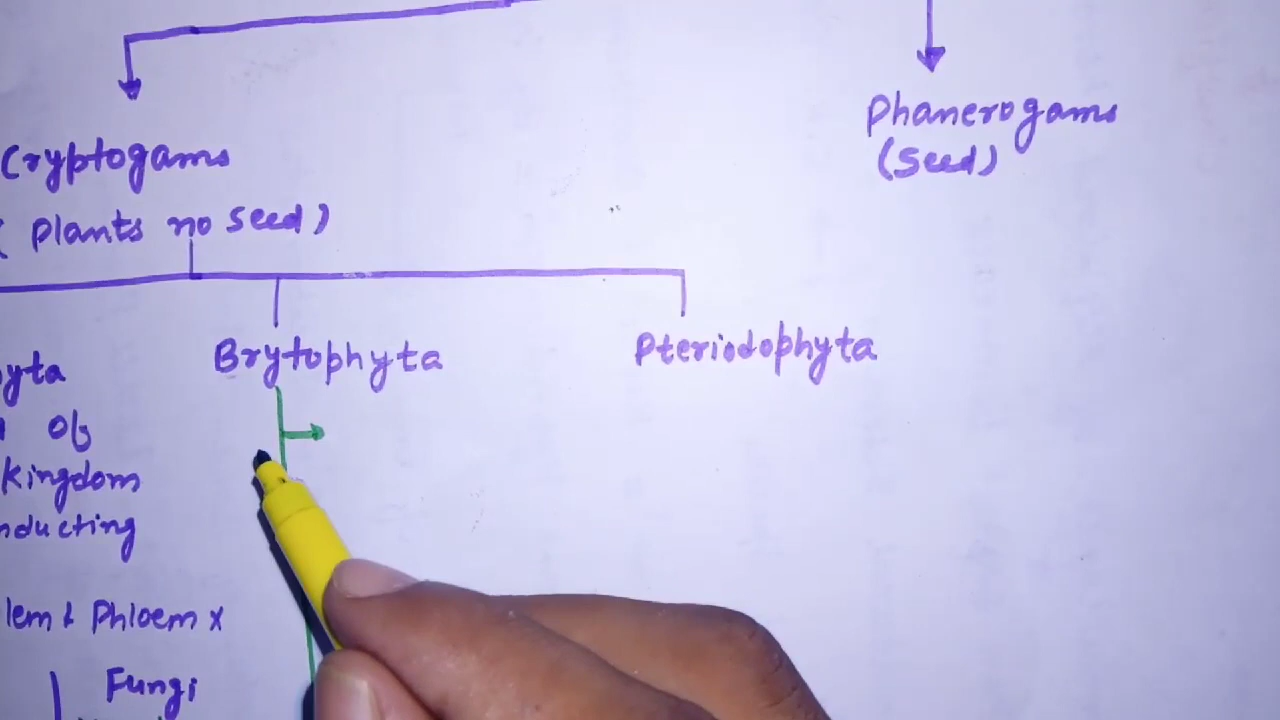 Cryptogams
Phanerogams
(Seed)
( Plants no seed)
Brytophyta
Pteriodophyta
yta
Of
kingdom
nducting
lem & Phloem x
Fungi